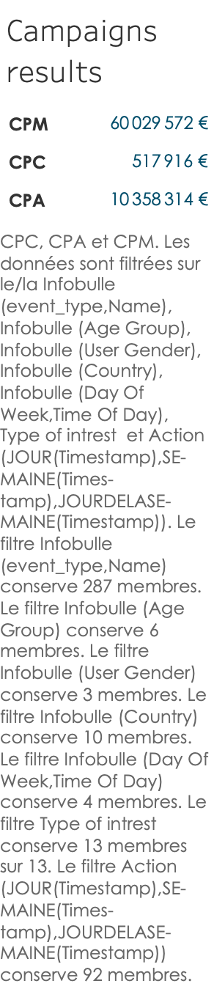 Campaigns
results
CPM 60 029 572 €
CPC 517 916 €
CPA 10 358 314 €
CPC, CPA et CPM. Les
données sont filtrées sur
le/la Infobulle
(event_type,Name),
Infobulle (Age Group),
Infobulle (User Gender),
Infobulle (Country),
Infobulle (Day Of
Week,Time Of Day),
Type of intrest  et Action
(JOUR(Timestamp),SE-
MAINE(Times-
tamp),JOURDELASE-
MAINE(Timestamp)). Le
filtre Infobulle
(event_type,Name)
conserve 287 membres.
Le filtre Infobulle (Age
Group) conserve 6
membres. Le filtre
Infobulle (User Gender)
conserve 3 membres. Le
filtre Infobulle (Country)
conserve 10 membres.
Le filtre Infobulle (Day Of
Week,Time Of Day)
conserve 4 membres. Le
filtre Type of intrest
conserve 13 membres
sur 13. Le filtre Action
(JOUR(Timestamp),SE-
MAINE(Times-
tamp),JOURDELASE-
MAINE(Timestamp))
conserve 92 membres.